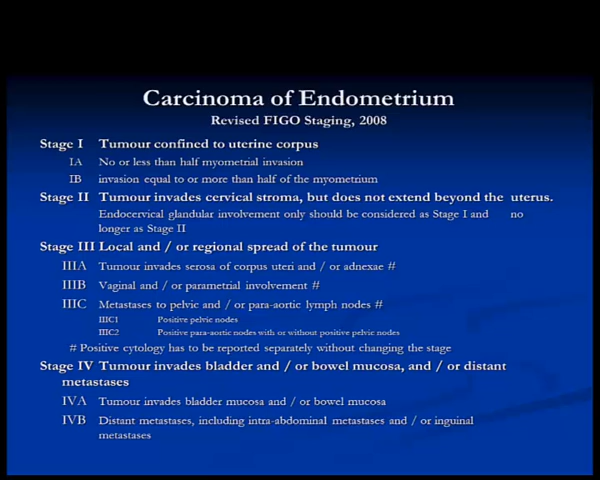 Carcinoma of Endometrium
Revised FIGO Staging, 2008
Stage I Tumour confined to uterine corpus
IA No or less than half myometrial invasion
IB invasion equal to or more than half of the myometrium
Stage II Tumour invades cervical stroma, but does not extend beyond the uterus.
Endocervical glandular involvement only should be considered as Stage I and no
longer as Stage II
Stage III Local and / or regional spread of the tumour
IIIA Tumour invades serosa of corpus uteri and / or adnexae #
IIIB Vaginal and / or parametrial involvement #
IIIC Metastases to pelvic and / or para-aortic lymph nodes #
IIIC1 Positive pelvic nodes
IIIC2 Positive para-aortic nodes with or without positive pelvic nodes
# Positive cytology has to be reported separately without changing the stage
Stage IV Tumour invades bladder and / or bowel mucosa, and / or distant
metastases
IVA Tumour invades bladder mucosa and / or bowel mucosa
IVB Distant metastases, including intra-abdominal metastases and / or inguinal
metastases